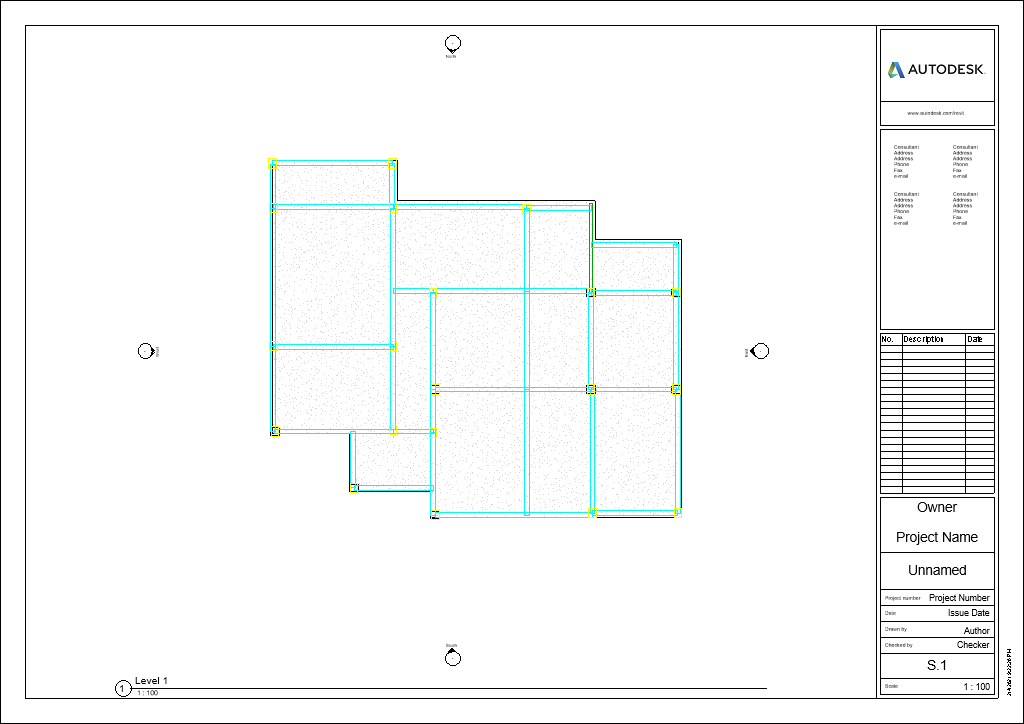 North
AUTODESK.
www.autodesk.com/revit
Consultant Consultant
Address Address
Address Address
Phone Phone
Fax Fax
e-mail e-mail
Consultant Consultant
Address Address
Address Address
Phone Phone
Fax Fax
e-mail e-mail
No. Description Date
East
South
Owner
Project Name
Unnamed
Project number Project Number
Date Issue Date
Drawn by Author
Checked by Checker
S.1
Scale 1 : 100
1 Level 1
1 : 100